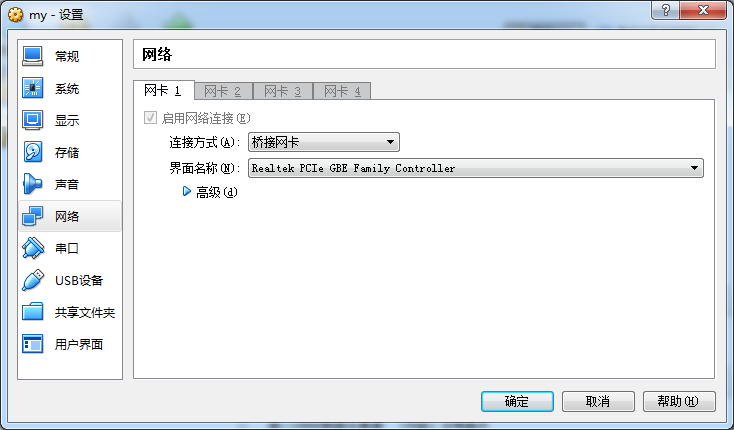 my - 设置
常规
系统
显示
存储
声音
网络
串口
USB设备
共享文件夹
用户界面
网络
网卡 1 网卡 2 网卡 3 网卡 4
启用网络连接(E)
连接方式(A): 桥接网卡
界面名称(N): Realtek PCIe GBE Family Controller
高级(d)
确定 取消 帮助(H)